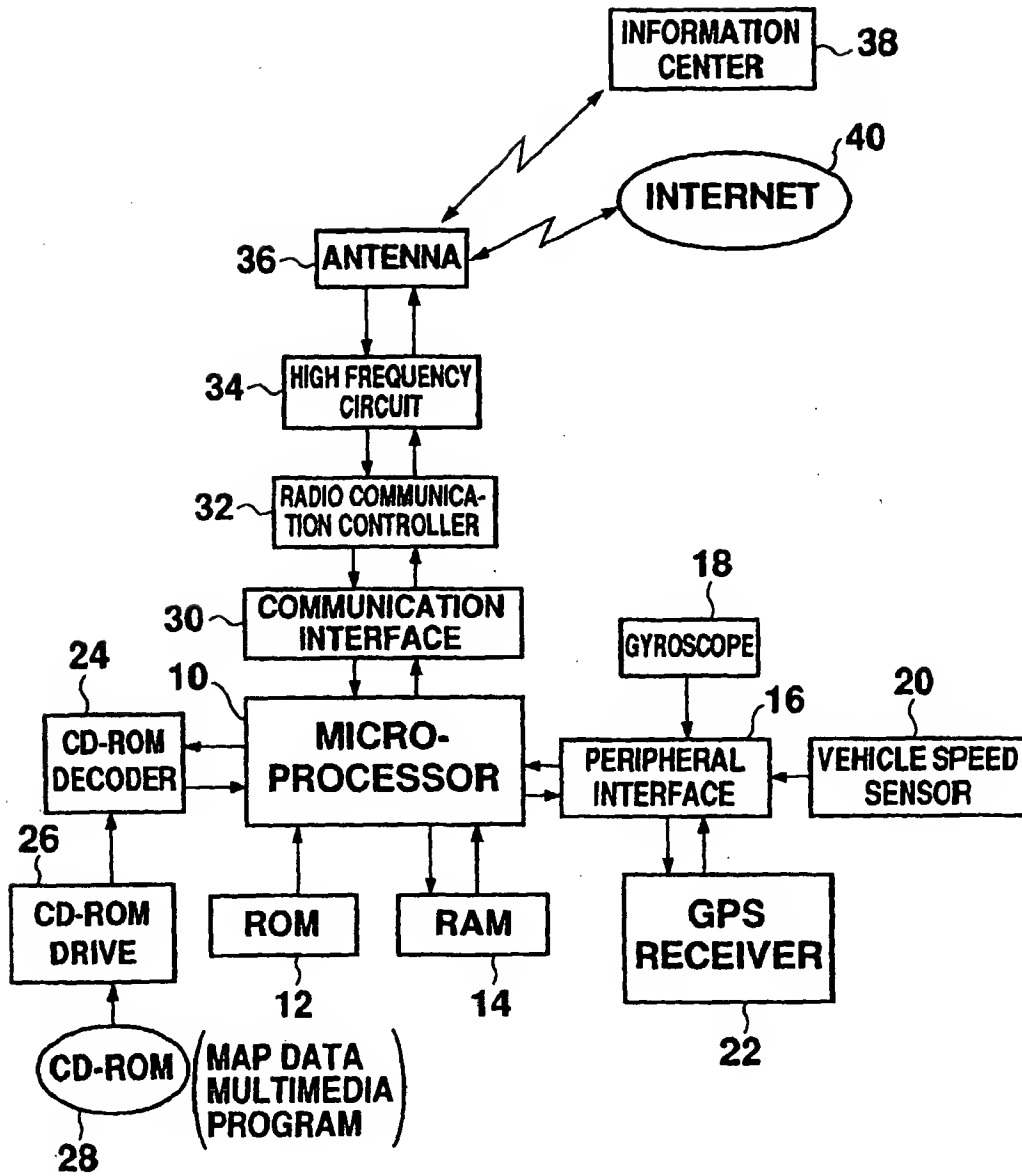 INFORMATION
CENTER
38
40
INTERNET
36
ANTENNA
34
HIGH FREQUENCY
CIRCUIT
32
RADIO COMMUNICA-
TION CONTROLLER
18
30
COMMUNICATION
INTERFACE
GYROSCOPE
24
10
16
20
CD-ROM
DECODER
MICRO-
PROCESSOR
PERIPHERAL
INTERFACE
VEHICLE SPEED
SENSOR
26
CD-ROM
DRIVE
ROM
RAM
GPS
RECEIVER
12
14
22
CD-ROM
(MAP DATA
MULTIMEDIA
PROGRAM)
28